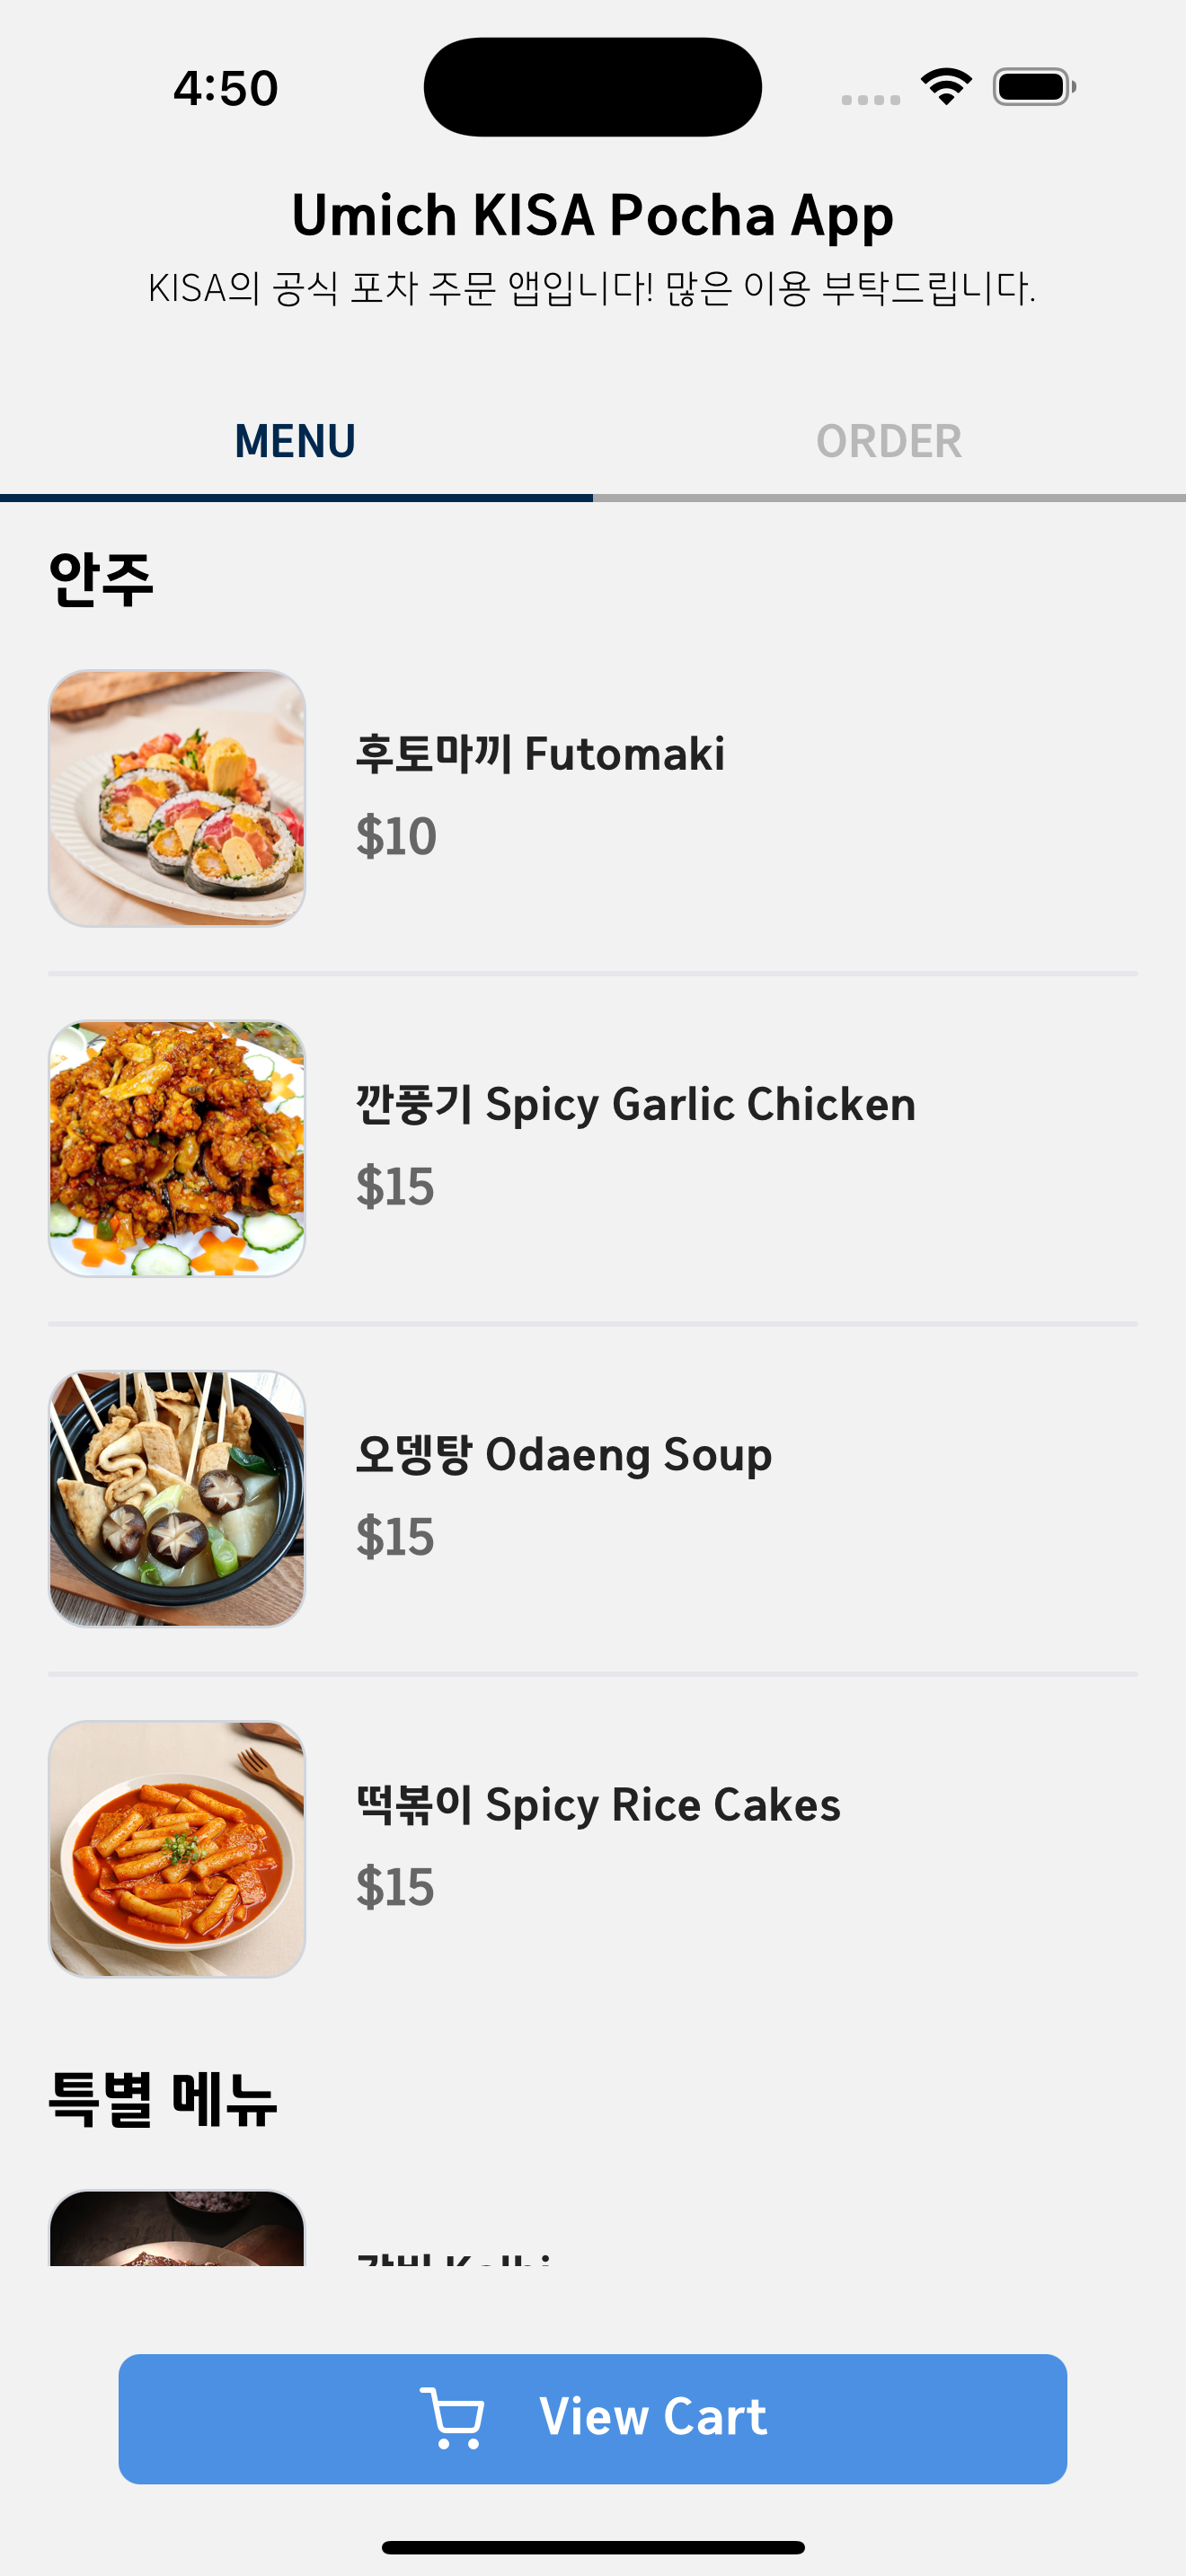 4:50
Umich KISA Pocha App
KISA의 공식 포차 주문 앱입니다! 많은 이용 부탁드립니다.
MENU
ORDER
안주
후토마끼 Futomaki
$10
깐풍기 Spicy Garlic Chicken
$15
오뎅탕 Odaeng Soup
$15
떡볶이 Spicy Rice Cakes
$15
특별 메뉴
View Cart